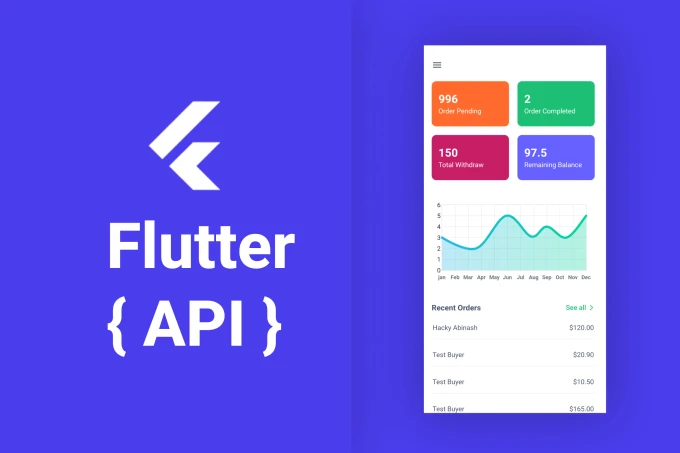 Flutter
{ API }
996
Order Pending
2
Order Completed
150
Total Withdraw
97.5
Remaining Balance
6
5
4
3
2
1
0
Jan Feb Mar Apr May Jun Jul Aug Sep Oct Nov Dec
Recent Orders See all
Hacky Abinash $120.00
Test Buyer $20.90
Test Buyer $10.50
Test Buyer $165.00